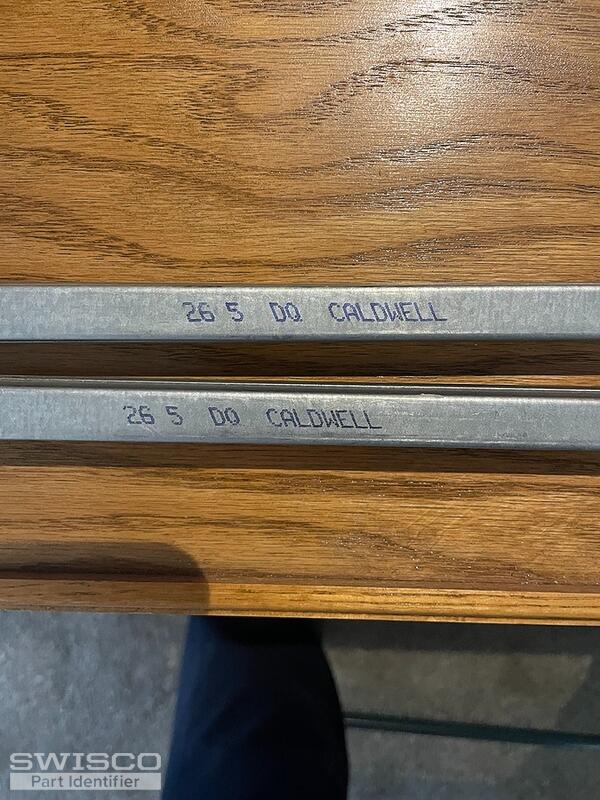 26 5 DQ CALDWELL
26 5 DQ CALDWELL
SWISCO
Part Identifier